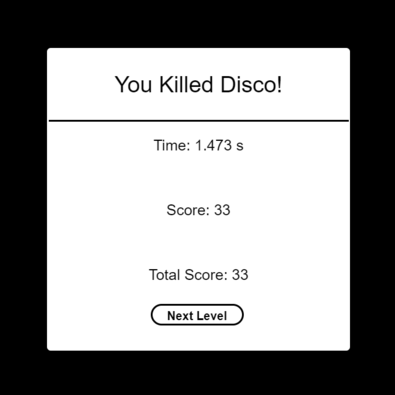 You Killed Disco!
Time: 1.473 s
Score: 33
Total Score: 33
Next Level